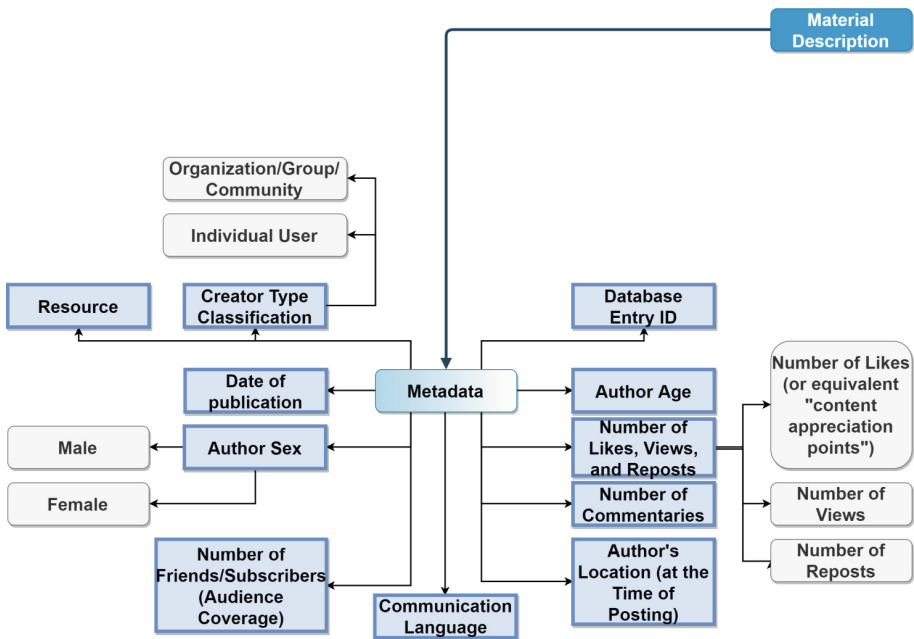 Material
Description
Organization/Group/
Community
Individual User
Resource
Creator Type
Classification
Database
Entry ID
Date of
publication
Metadada
Author Age
Number of Likes
(or equivalent
"content
appreciation
points")
Male
Author Sex
Number of
Likes, Views,
and Reposts
Female
Number of
Commentaries
Number of
Views
Number of
Friends/Subscribers
(Audience
Coverage)
Communication
Language
Author's
Location (at the
Time of
Posting)
Number of
Reposts